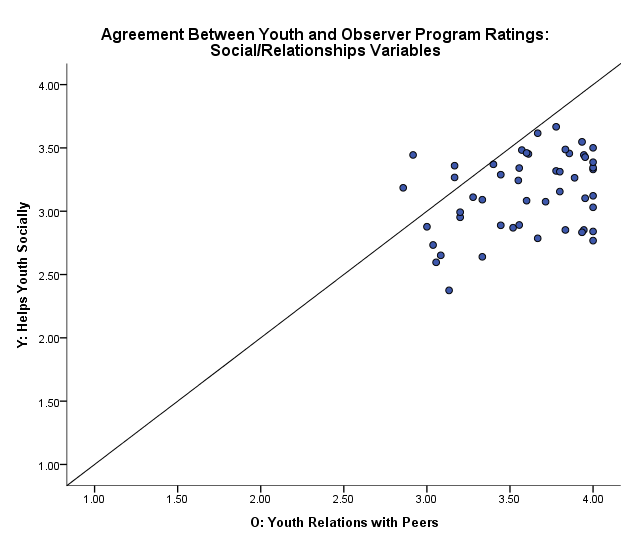 Agreement Between Youth and Observer Program Ratings:
Social/Relationships Variables
Y: Helps Youth Socially
4.00
3.50
3.00
2.50
2.00
1.50
1.00
1.00 1.50 2.00 2.50 3.00 3.50 4.00
O: Youth Relations with Peers